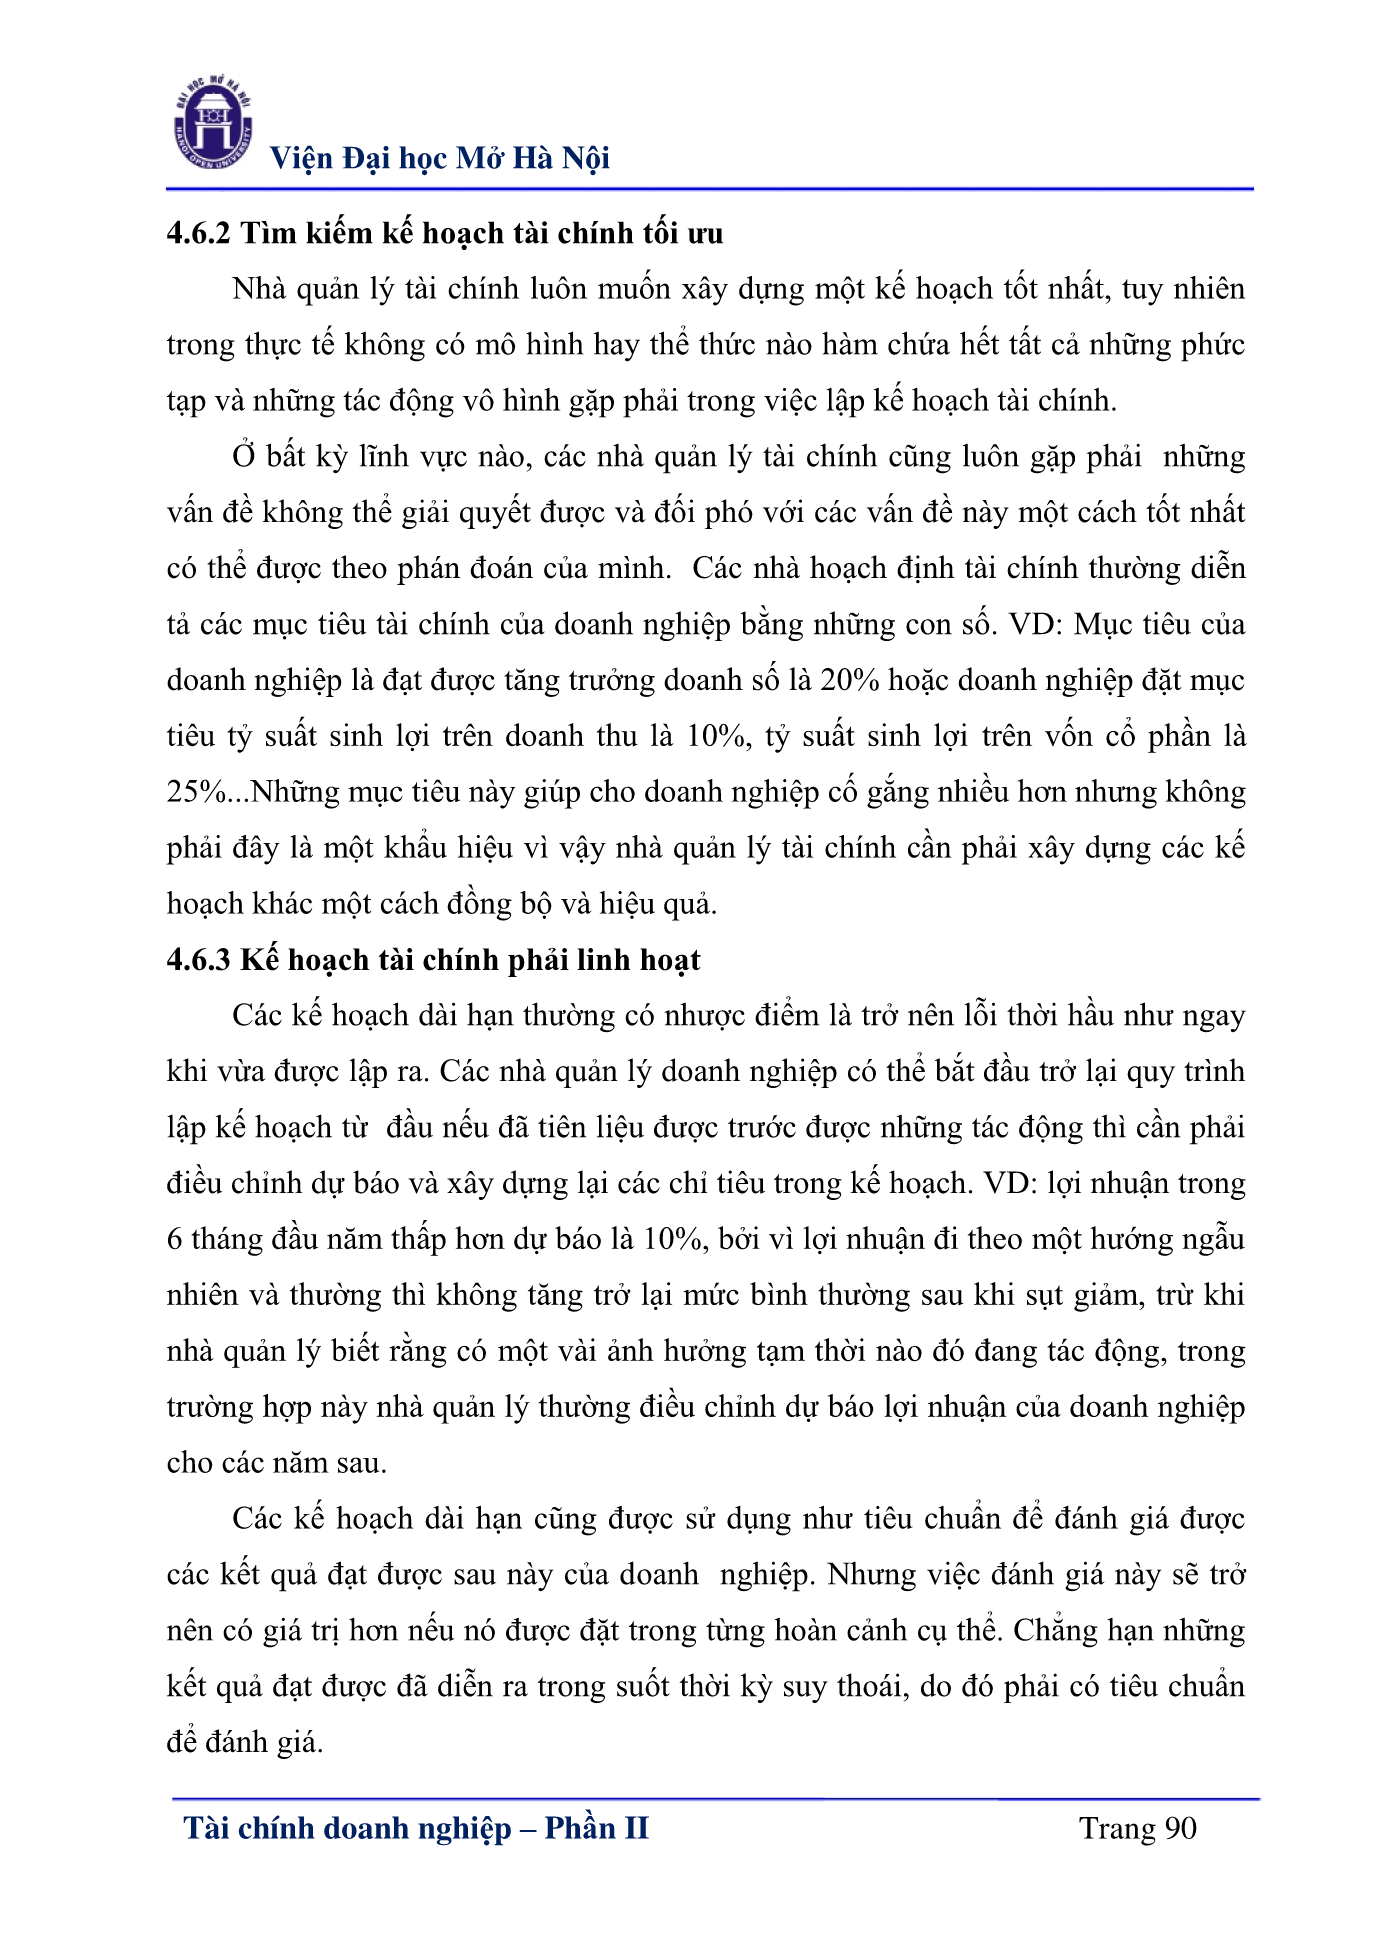 ĐẠI HỌC MỞ HÀ NỘI
HANOI OPEN UNIVERSITY
Viện Đại học Mở Hà Nội
4.6.2 Tìm kiếm kế hoạch tài chính tối ưu
Nhà quản lý tài chính luôn muốn xây dựng một kế hoạch tốt nhất, tuy nhiên
trong thực tế không có mô hình hay thể thức nào hàm chứa hết tất cả những phức
tạp và những tác động vô hình gặp phải trong việc lập kế hoạch tài chính.
Ở bất kỳ lĩnh vực nào, các nhà quản lý tài chính cũng luôn gặp phải  những
vấn đề không thể giải quyết được và đối phó với các vấn đề này một cách tốt nhất
có thể được theo phán đoán của mình.  Các nhà hoạch định tài chính thường diễn
tả các mục tiêu tài chính của doanh nghiệp bằng những con số. VD: Mục tiêu của
doanh nghiệp là đạt được tăng trưởng doanh số là 20% hoặc doanh nghiệp đặt mục
tiêu tỷ suất sinh lợi trên doanh thu là 10%, tỷ suất sinh lợi trên vốn cổ phần là
25%...Những mục tiêu này giúp cho doanh nghiệp cố gắng nhiều hơn nhưng không
phải đây là một khẩu hiệu vì vậy nhà quản lý tài chính cần phải xây dựng các kế
hoạch khác một cách đồng bộ và hiệu quả.
4.6.3 Kế hoạch tài chính phải linh hoạt
Các kế hoạch dài hạn thường có nhược điểm là trở nên lỗi thời hầu như ngay
khi vừa được lập ra. Các nhà quản lý doanh nghiệp có thể bắt đầu trở lại quy trình
lập kế hoạch từ  đầu nếu đã tiên liệu được trước được những tác động thì cần phải
điều chỉnh dự báo và xây dựng lại các chỉ tiêu trong kế hoạch. VD: lợi nhuận trong
6 tháng đầu năm thấp hơn dự báo là 10%, bởi vì lợi nhuận đi theo một hướng ngẫu
nhiên và thường thì không tăng trở lại mức bình thường sau khi sụt giảm, trừ khi
nhà quản lý biết rằng có một vài ảnh hưởng tạm thời nào đó đang tác động, trong
trường hợp này nhà quản lý thường điều chỉnh dự báo lợi nhuận của doanh nghiệp
cho các năm sau.
Các kế hoạch dài hạn cũng được sử dụng như tiêu chuẩn để đánh giá được
các kết quả đạt được sau này của doanh  nghiệp. Nhưng việc đánh giá này sẽ trở
nên có giá trị hơn nếu nó được đặt trong từng hoàn cảnh cụ thể. Chẳng hạn những
kết quả đạt được đã diễn ra trong suốt thời kỳ suy thoái, do đó phải có tiêu chuẩn
để đánh giá.
Tài chính doanh nghiệp – Phần II
Trang 90